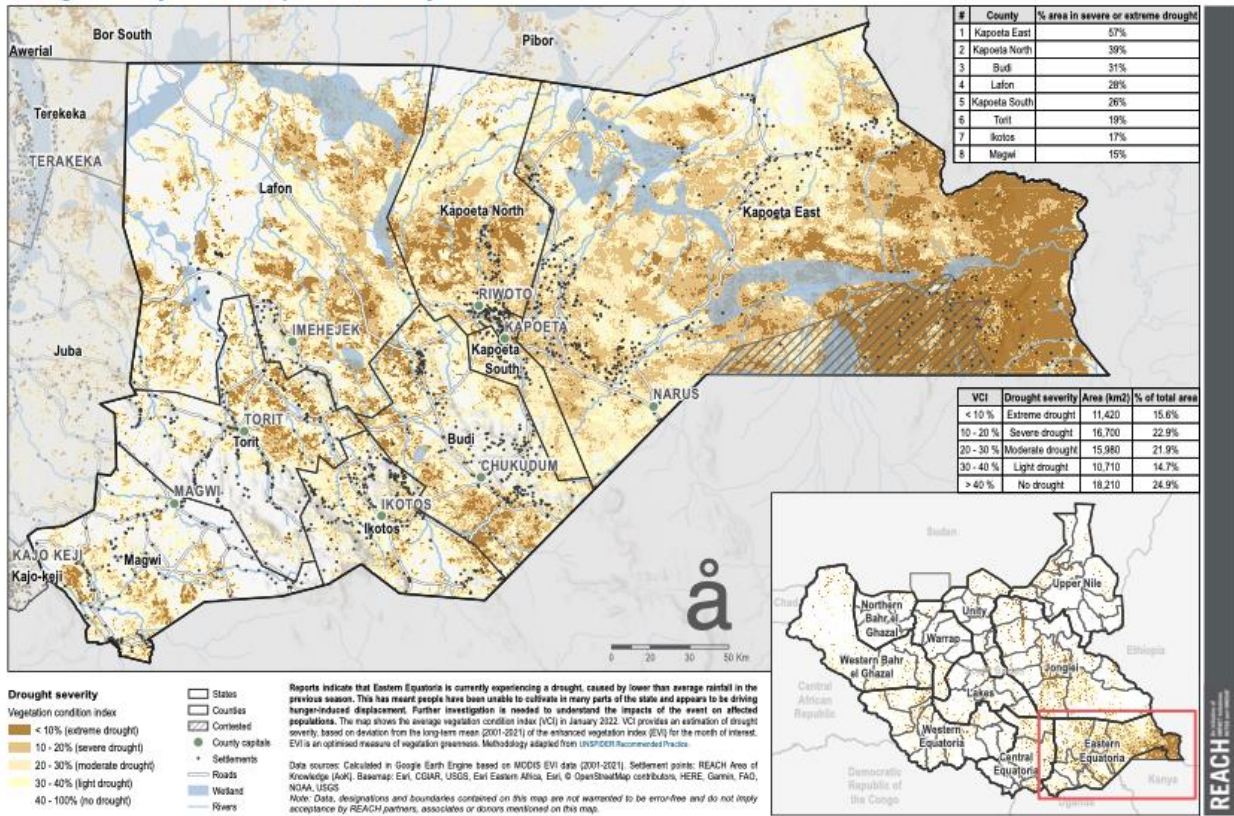 Bor South
Pibor
Awerial
Terekeka
TERAKEKA
Lafon
Kapoeta North
Kapoeta East
RIWOTO
KAPOETA
Kapoeta
South
IMEHEJEK
Juba
NARUS
TORIT
Torit
Budi
CHUKUDUM
MAGWI
IKOTOS
Ikotos
KAJO KEJI
Kajo-keji
Magwi
å
0 10 20 30 50 Km
# County % area in severe or extreme drought
1 Kapoeta East 57%
2 Kapoeta North 39%
3 Budi 31%
4 Lafon 28%
5 Kapoeta South 26%
6 Torit 19%
7 Ikotos 17%
8 Magwi 15%
VCI Drought severity Area (km2) % of total area
< 10 % Extreme drought 11,420 15.6%
10 - 20 % Severe drought 16,700 22.9%
20 - 30 % Moderate drought 15,980 21.9%
30 - 40 % Light drought 10,710 14.7%
> 40 % No drought 18,210 24.9%
Sudan
Chad
Upper Nile
Northern
Bahr el
Ghazal
Unity
Warrap
Western Bahr
el Ghazal
Jonglei
Ethiopia
Central
African
Republic
Lakes
Western
Equatoria
Central
Equatoria
Eastern
Equatoria
Democratic
Republic of
the Congo
Uganda
Kenya
Drought severity
Vegetation condition index
< 10% (extreme drought)
10 - 20% (severe drought)
20 - 30% (moderate drought)
30 - 40% (light drought)
40 - 100% (no drought)
States
Counties
Contested
County capitals
Settlements
Roads
Wetland
Rivers
Reports indicate that Eastern Equatoria is currently experiencing a drought, caused by lower than average rainfall in the
previous season. This has meant people have been unable to cultivate in many parts of the state and appears to be driving
hunger-induced displacement. Further investigation is needed to understand the impacts of the event on affected
populations. The map shows the average vegetation condition index (VCI) in January 2022. VCI provides an estimation of drought
severity, based on deviation from the long-term mean (2001-2021) of the enhanced vegetation index (EVI) for the month of interest.
EVI is an optimised measure of vegetation greenness. Methodology adapted from UNSPIDER Recommended Practice.
Data sources: Calculated in Google Earth Engine based on MODIS EVI data (2001-2021). Settlement points: REACH Area of
Knowledge (AoK). Basemap: Esri, CGIAR, USGS, Esri Eastern Africa, Esri, © OpenStreetMap contributors, HERE, Garmin, FAO,
NOAA, USGS
Note: Data, designations and boundaries contained on this map are not warranted to be error-free and do not imply
acceptance by REACH partners, associates or donors mentioned on this map.
REACH